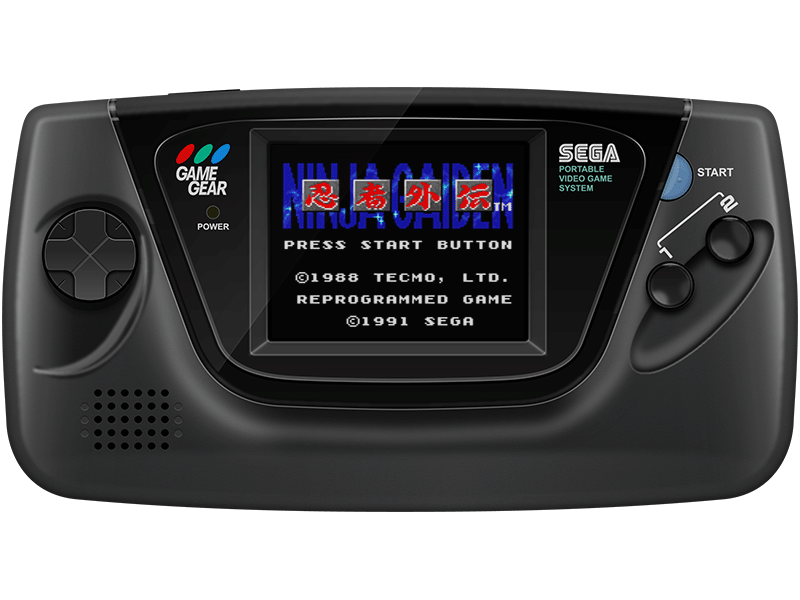 GAME
GEAR
POWER
NINJA GAIDEN
忍者外伝
TM
PRESS START BUTTON
©1988 TECMO, LTD.
REPROGRAMMED GAME
©1991 SEGA
SEGA
PORTABLE
VIDEO GAME
SYSTEM
START
2
1